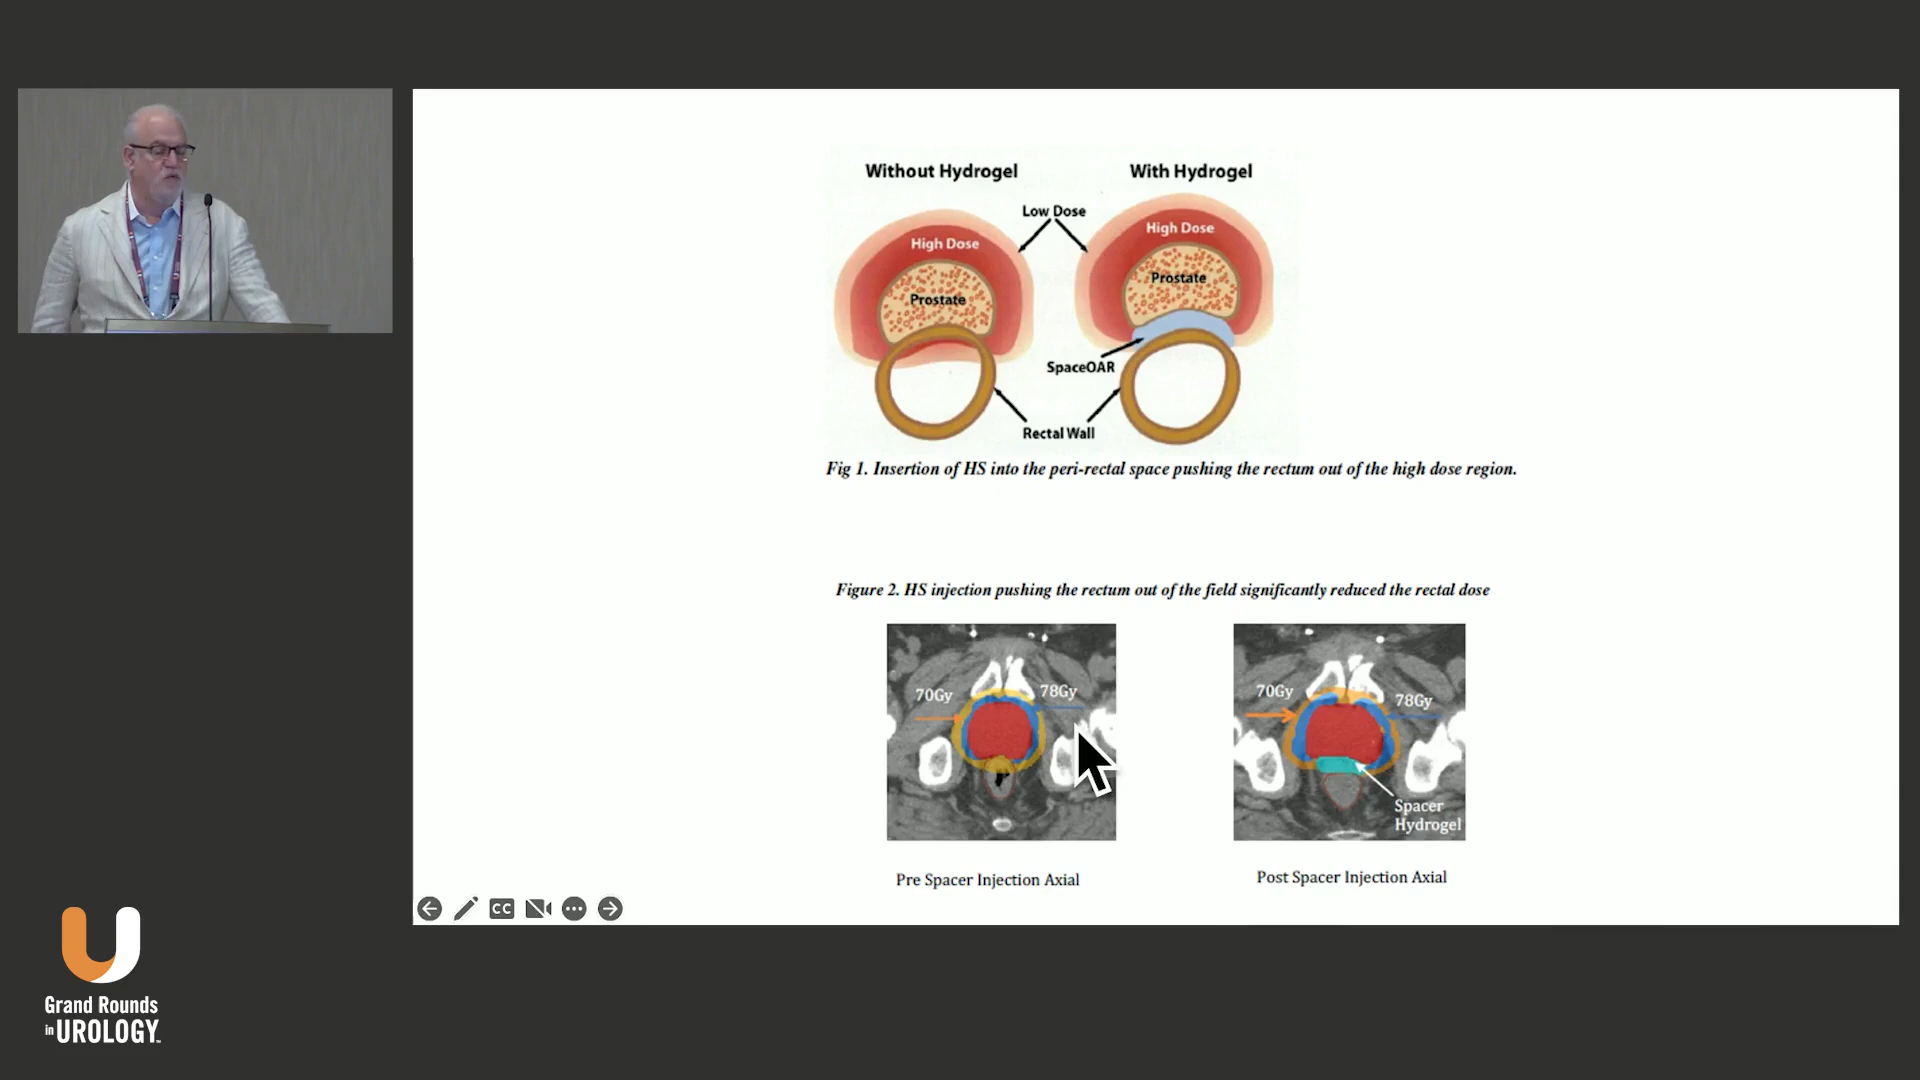 Without Hydrogel
With Hydrogel
Low Dose
High Dose
High Dose
Prostate
Prostate
SpaceOAR
Rectal Wall
Fig 1. Insertion of HS into the peri-rectal space pushing the rectum out of the high dose region.
Figure 2. HS injection pushing the rectum out of the field significantly reduced the rectal dose
70Gy
78Gy
70Gy
78Gy
Spacer
Hydrogel
Pre Spacer Injection Axial
Post Spacer Injection Axial
CC
U
Grand Rounds
in UROLOGY™